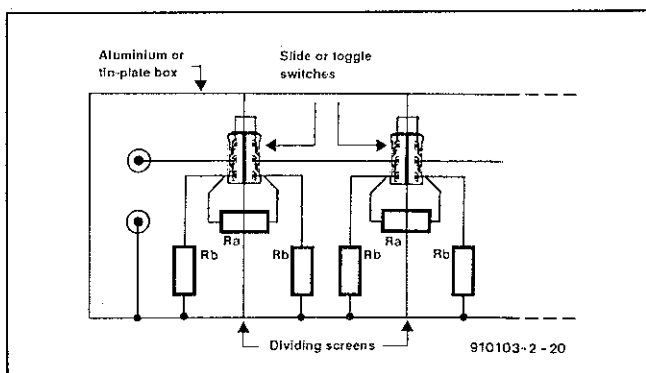 Aluminium or
tin-plate box
Slide or toggle
switches
Ra
Ra
Rb
Rb
Rb
Rb
Dividing screens
910103-2-20